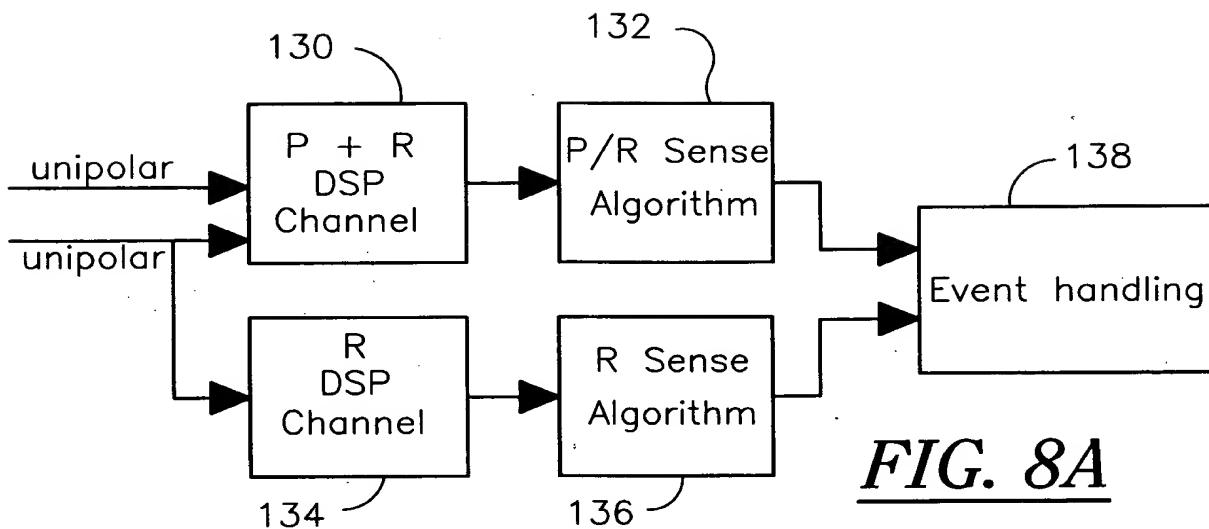 130
132
unipolar
P + R
DSP
Channel
P/R Sense
Algorithm
138
unipolar
Event handling
R
DSP
Channel
R Sense
Algorithm
134
136
FIG. 8A